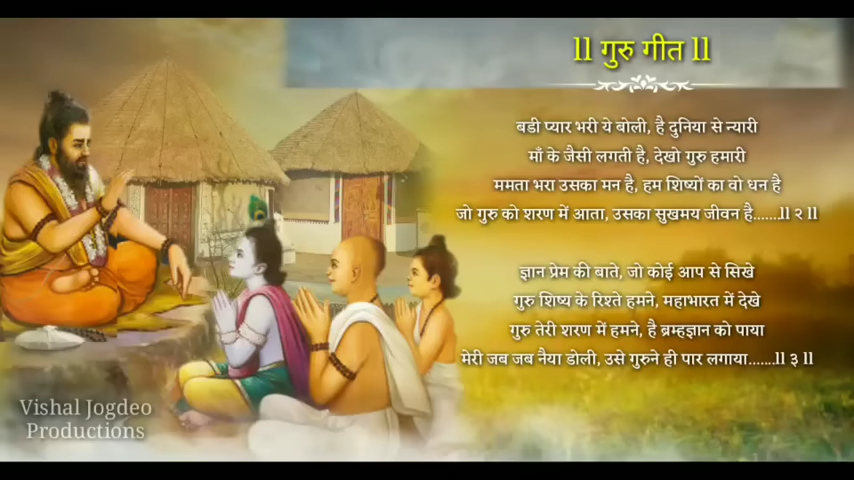 ll गुरु गीत ll
बडी प्यार भरी ये बोली, है दुनिया से न्यारी
माँ के जैसी लगती है, देखो गुरु हमारी
ममता भरा उसका मन है, हम शिष्यों का वो धन है
जो गुरु को शरण में आता, उसका सुखमय जीवन है.......ll २ ll
ज्ञान प्रेम की बाते, जो कोई आप से सिखे
गुरु शिष्य के रिश्ते हमने, महाभारत में देखे
गुरु तेरी शरण में हमने, है ब्रम्हज्ञान को पाया
मेरी जब जब नैया डोली, उसे गुरुने ही पार लगाया.......ll ३ ll
Vishal Jogdeo
Productions